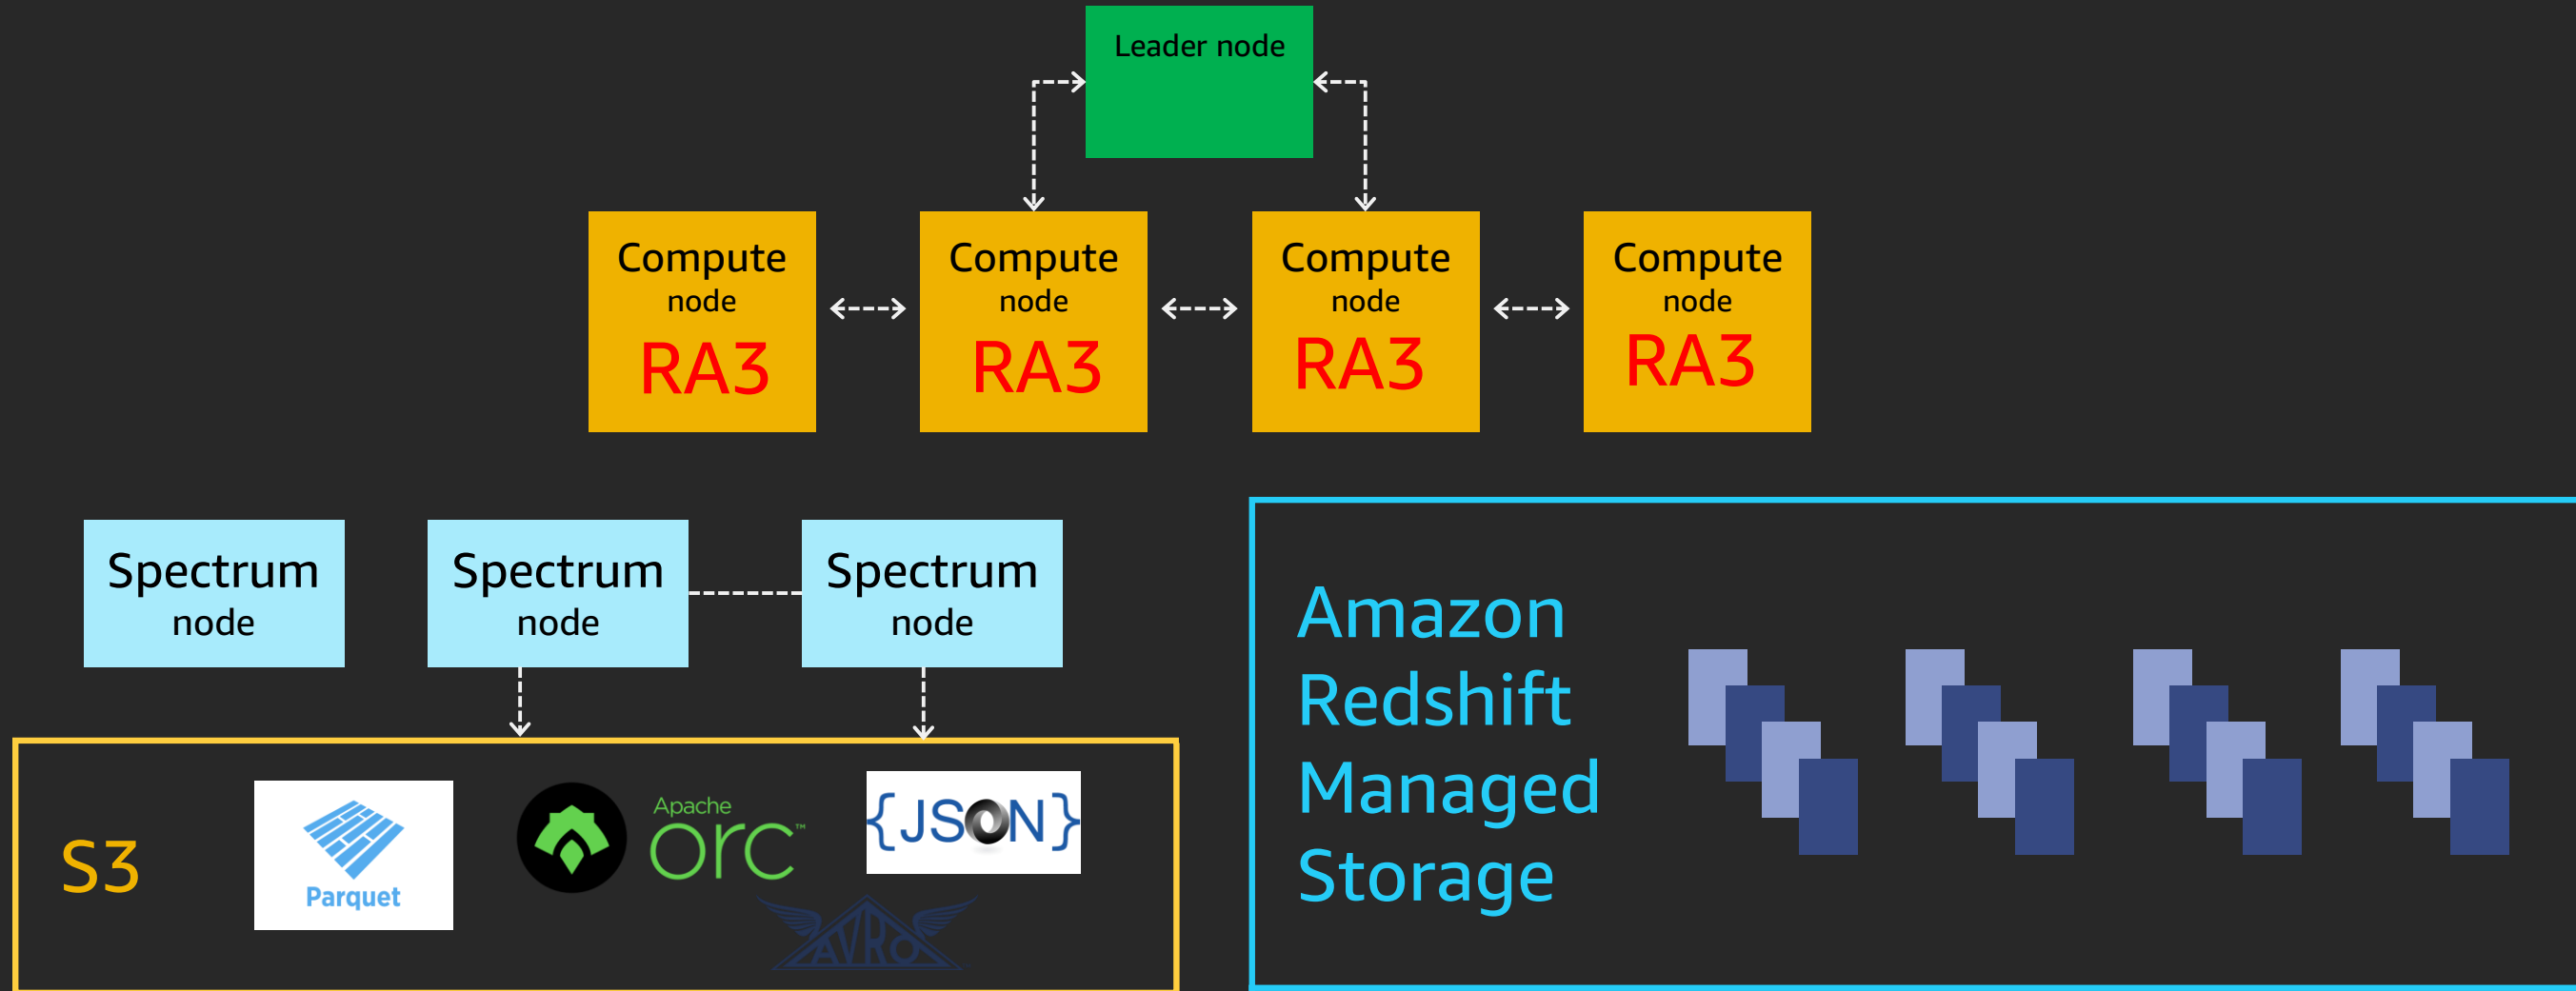 Leader node
Compute
node
RA3
Compute
node
RA3
Compute
node
RA3
Compute
node
RA3
Spectrum
node
Spectrum
node
Spectrum
node
S3
Parquet
Apache
orc™
{JSON}
AVRO
Amazon
Redshift
Managed
Storage